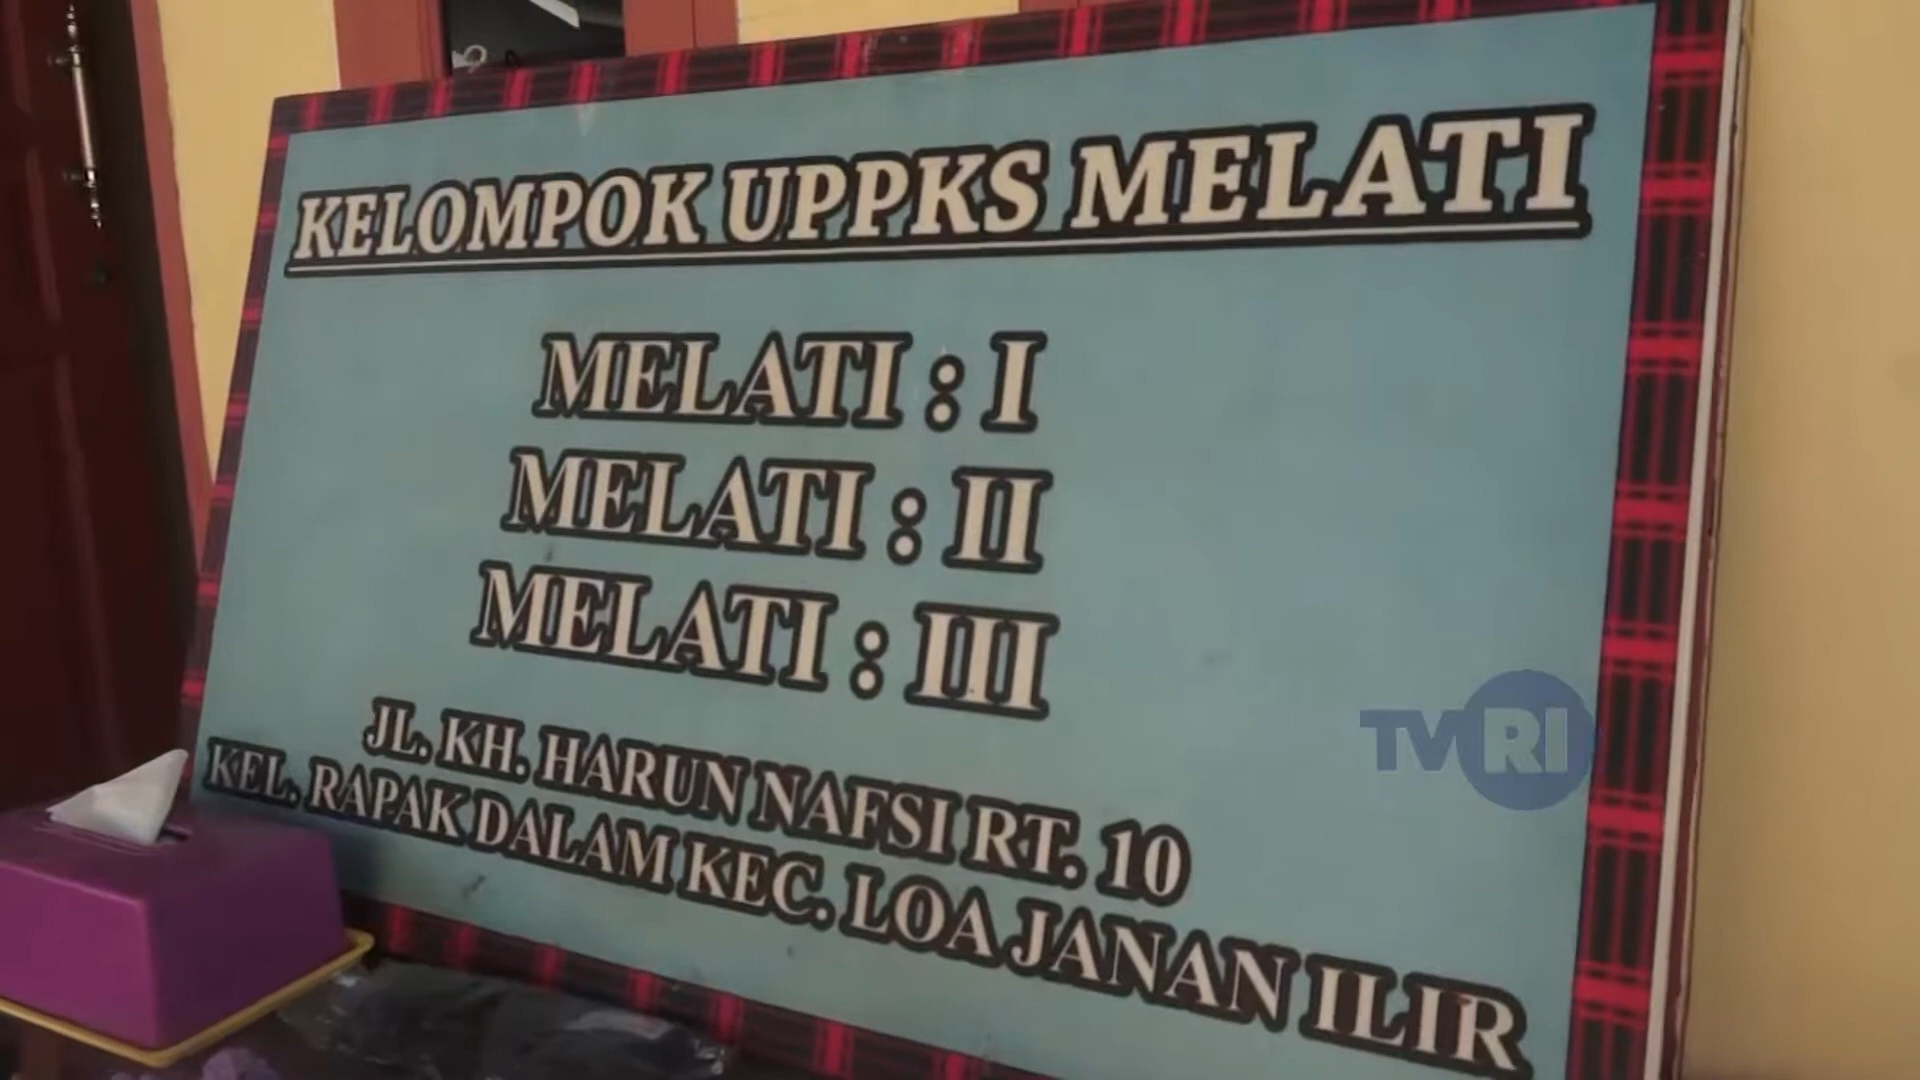 KELOMPOK UPPKS MELATI
MELATI : I
MELATI : II
MELATI : III
JL. KH. HARUN NAFSI RT. 10
KEL. RAPAK DALAM KEC. LOA JANAN ILIR
TVRI